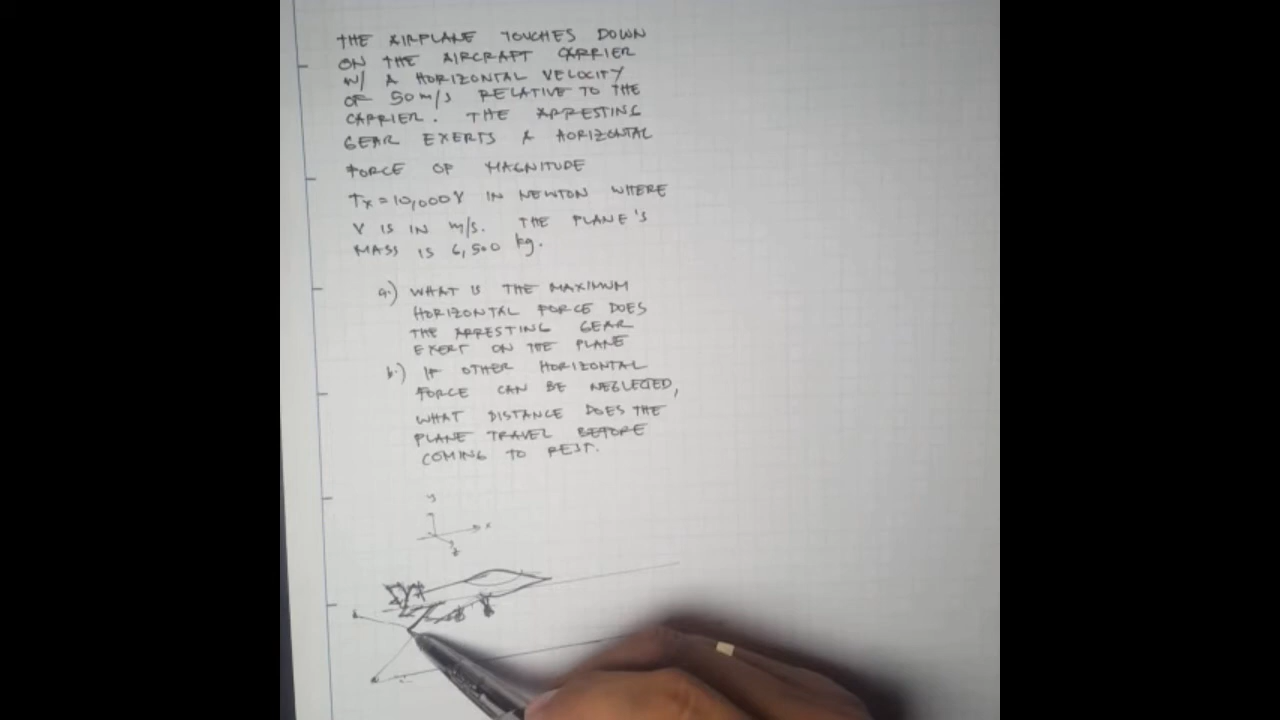 THE AIRPLANE TOUCHES DOWN
ON THE AIRCRAFT CARRIER
W/ A HORIZONTAL VELOCITY
OF 50 m/s RELATIVE TO THE
CARRIER. THE ARRESTING
GEAR EXERTS A HORIZONTAL
FORCE OF MAGNITUDE
Tx = 10,000V IN NEWTON WHERE
V IS IN m/s. THE PLANE'S
MASS IS 6,500 kg.
a.) WHAT IS THE MAXIMUM
HORIZONTAL FORCE DOES
THE ARRESTING GEAR
EXERT ON THE PLANE
b.) IF OTHER HORIZONTAL
FORCE CAN BE NEGLECTED,
WHAT DISTANCE DOES THE
PLANE TRAVEL BEFORE
COMING TO REST.
y
x
z